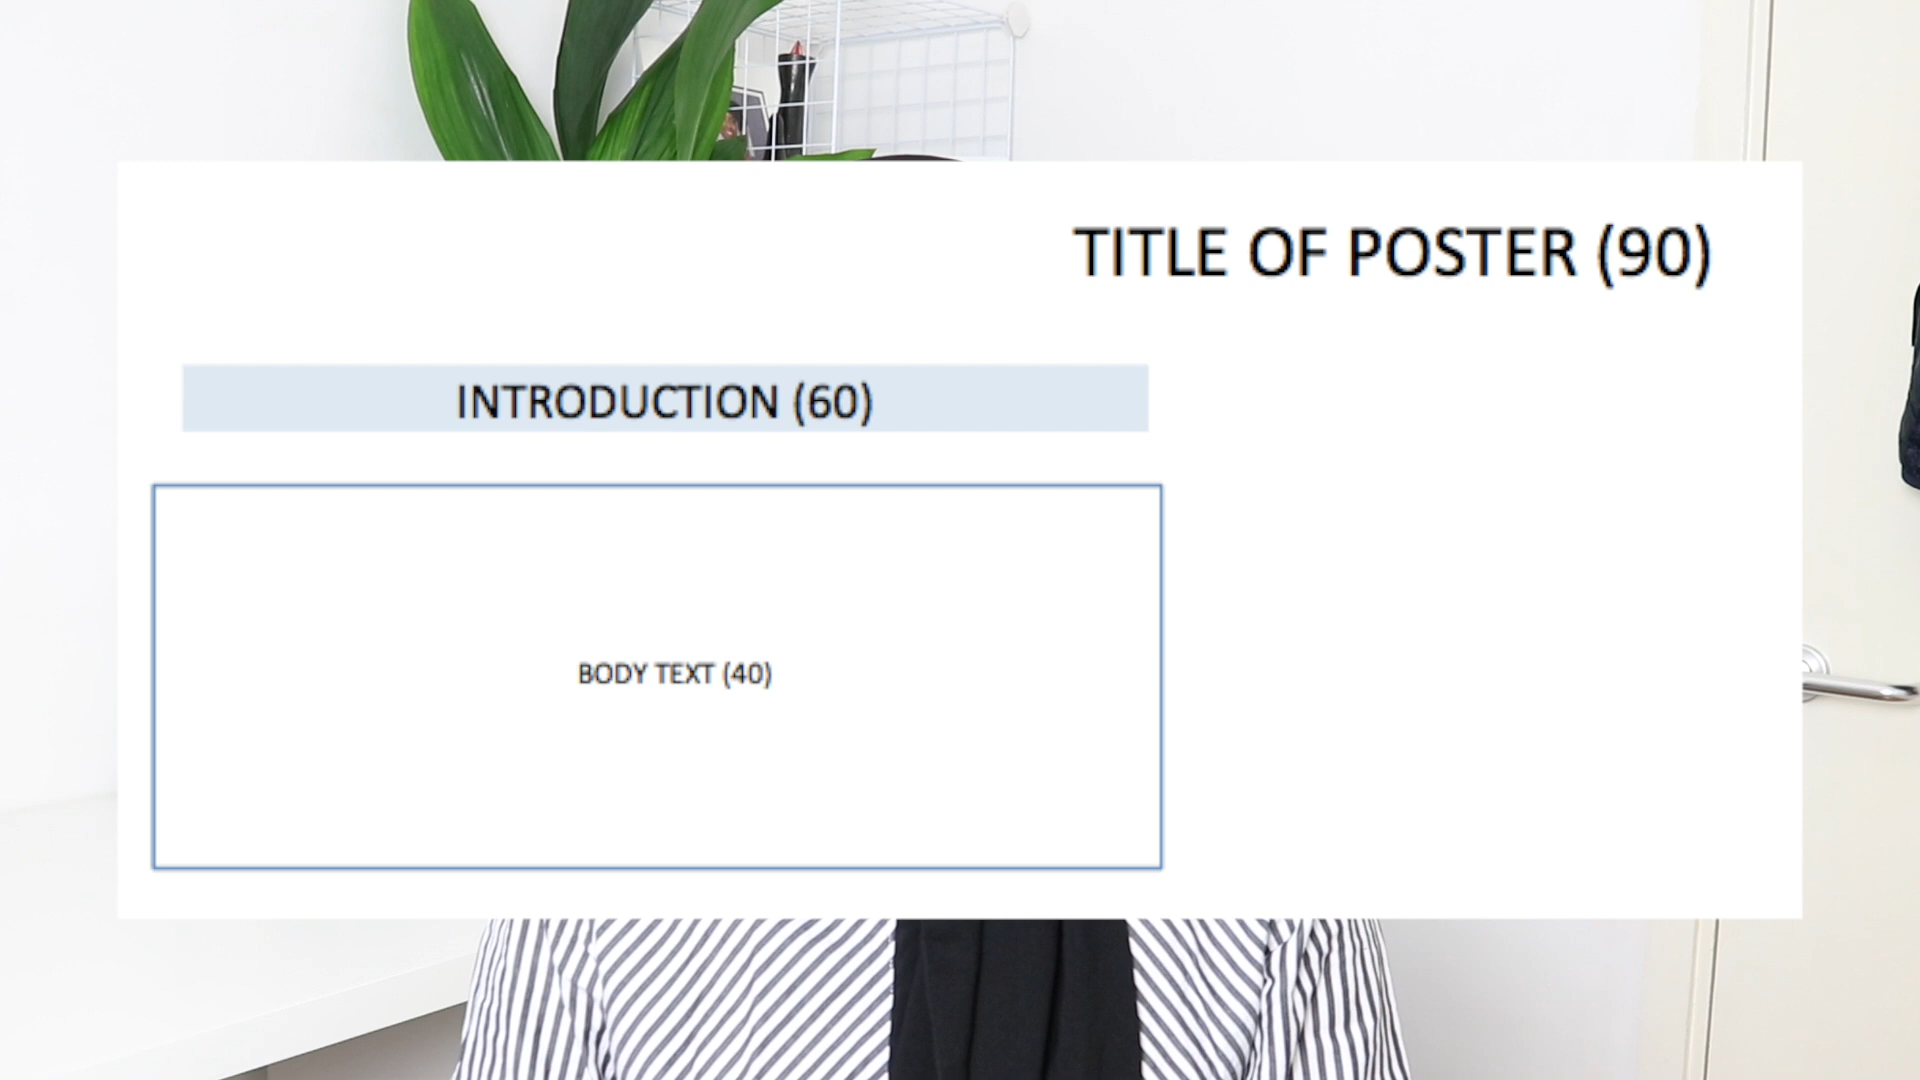 TITLE OF POSTER (90)
INTRODUCTION (60)
BODY TEXT (40)